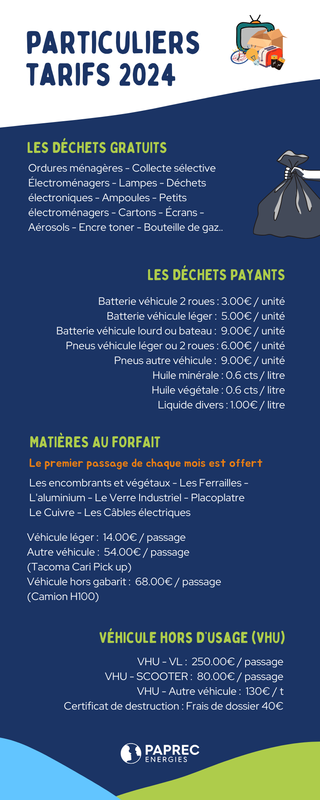 PARTICULIERS
TARIFS 2024
LES DÉCHETS GRATUITS
Ordures ménagères - Collecte sélective
Électroménagers - Lampes - Déchets
électroniques - Ampoules - Petits
électroménagers - Cartons - Écrans -
Aérosols - Encre toner - Bouteille de gaz..
LES DÉCHETS PAYANTS
Batterie véhicule 2 roues : 3.00€ / unité
Batterie véhicule léger : 5.00€ / unité
Batterie véhicule lourd ou bateau : 9.00€ / unité
Pneus véhicule léger ou 2 roues : 6.00€ / unité
Pneus autre véhicule : 9.00€ / unité
Huile minérale : 0.6 cts / litre
Huile végétale : 0.6 cts / litre
Liquide divers : 1.00€ / litre
MATIÈRES AU FORFAIT
Le premier passage de chaque mois est offert
Les encombrants et végétaux - Les Ferrailles -
L'aluminium - Le Verre Industriel - Placoplatre
Le Cuivre - Les Câbles électriques
Véhicule léger : 14.00€ / passage
Autre véhicule : 54.00€ / passage
(Tacoma Cari Pick up)
Véhicule hors gabarit : 68.00€ / passage
(Camion H100)
VÉHICULE HORS D'USAGE (VHU)
VHU - VL : 250.00€ / passage
VHU - SCOOTER : 80.00€ / passage
VHU - Autre véhicule : 130€ / t
Certificat de destruction : Frais de dossier 40€
PAPREC
ENERGIES